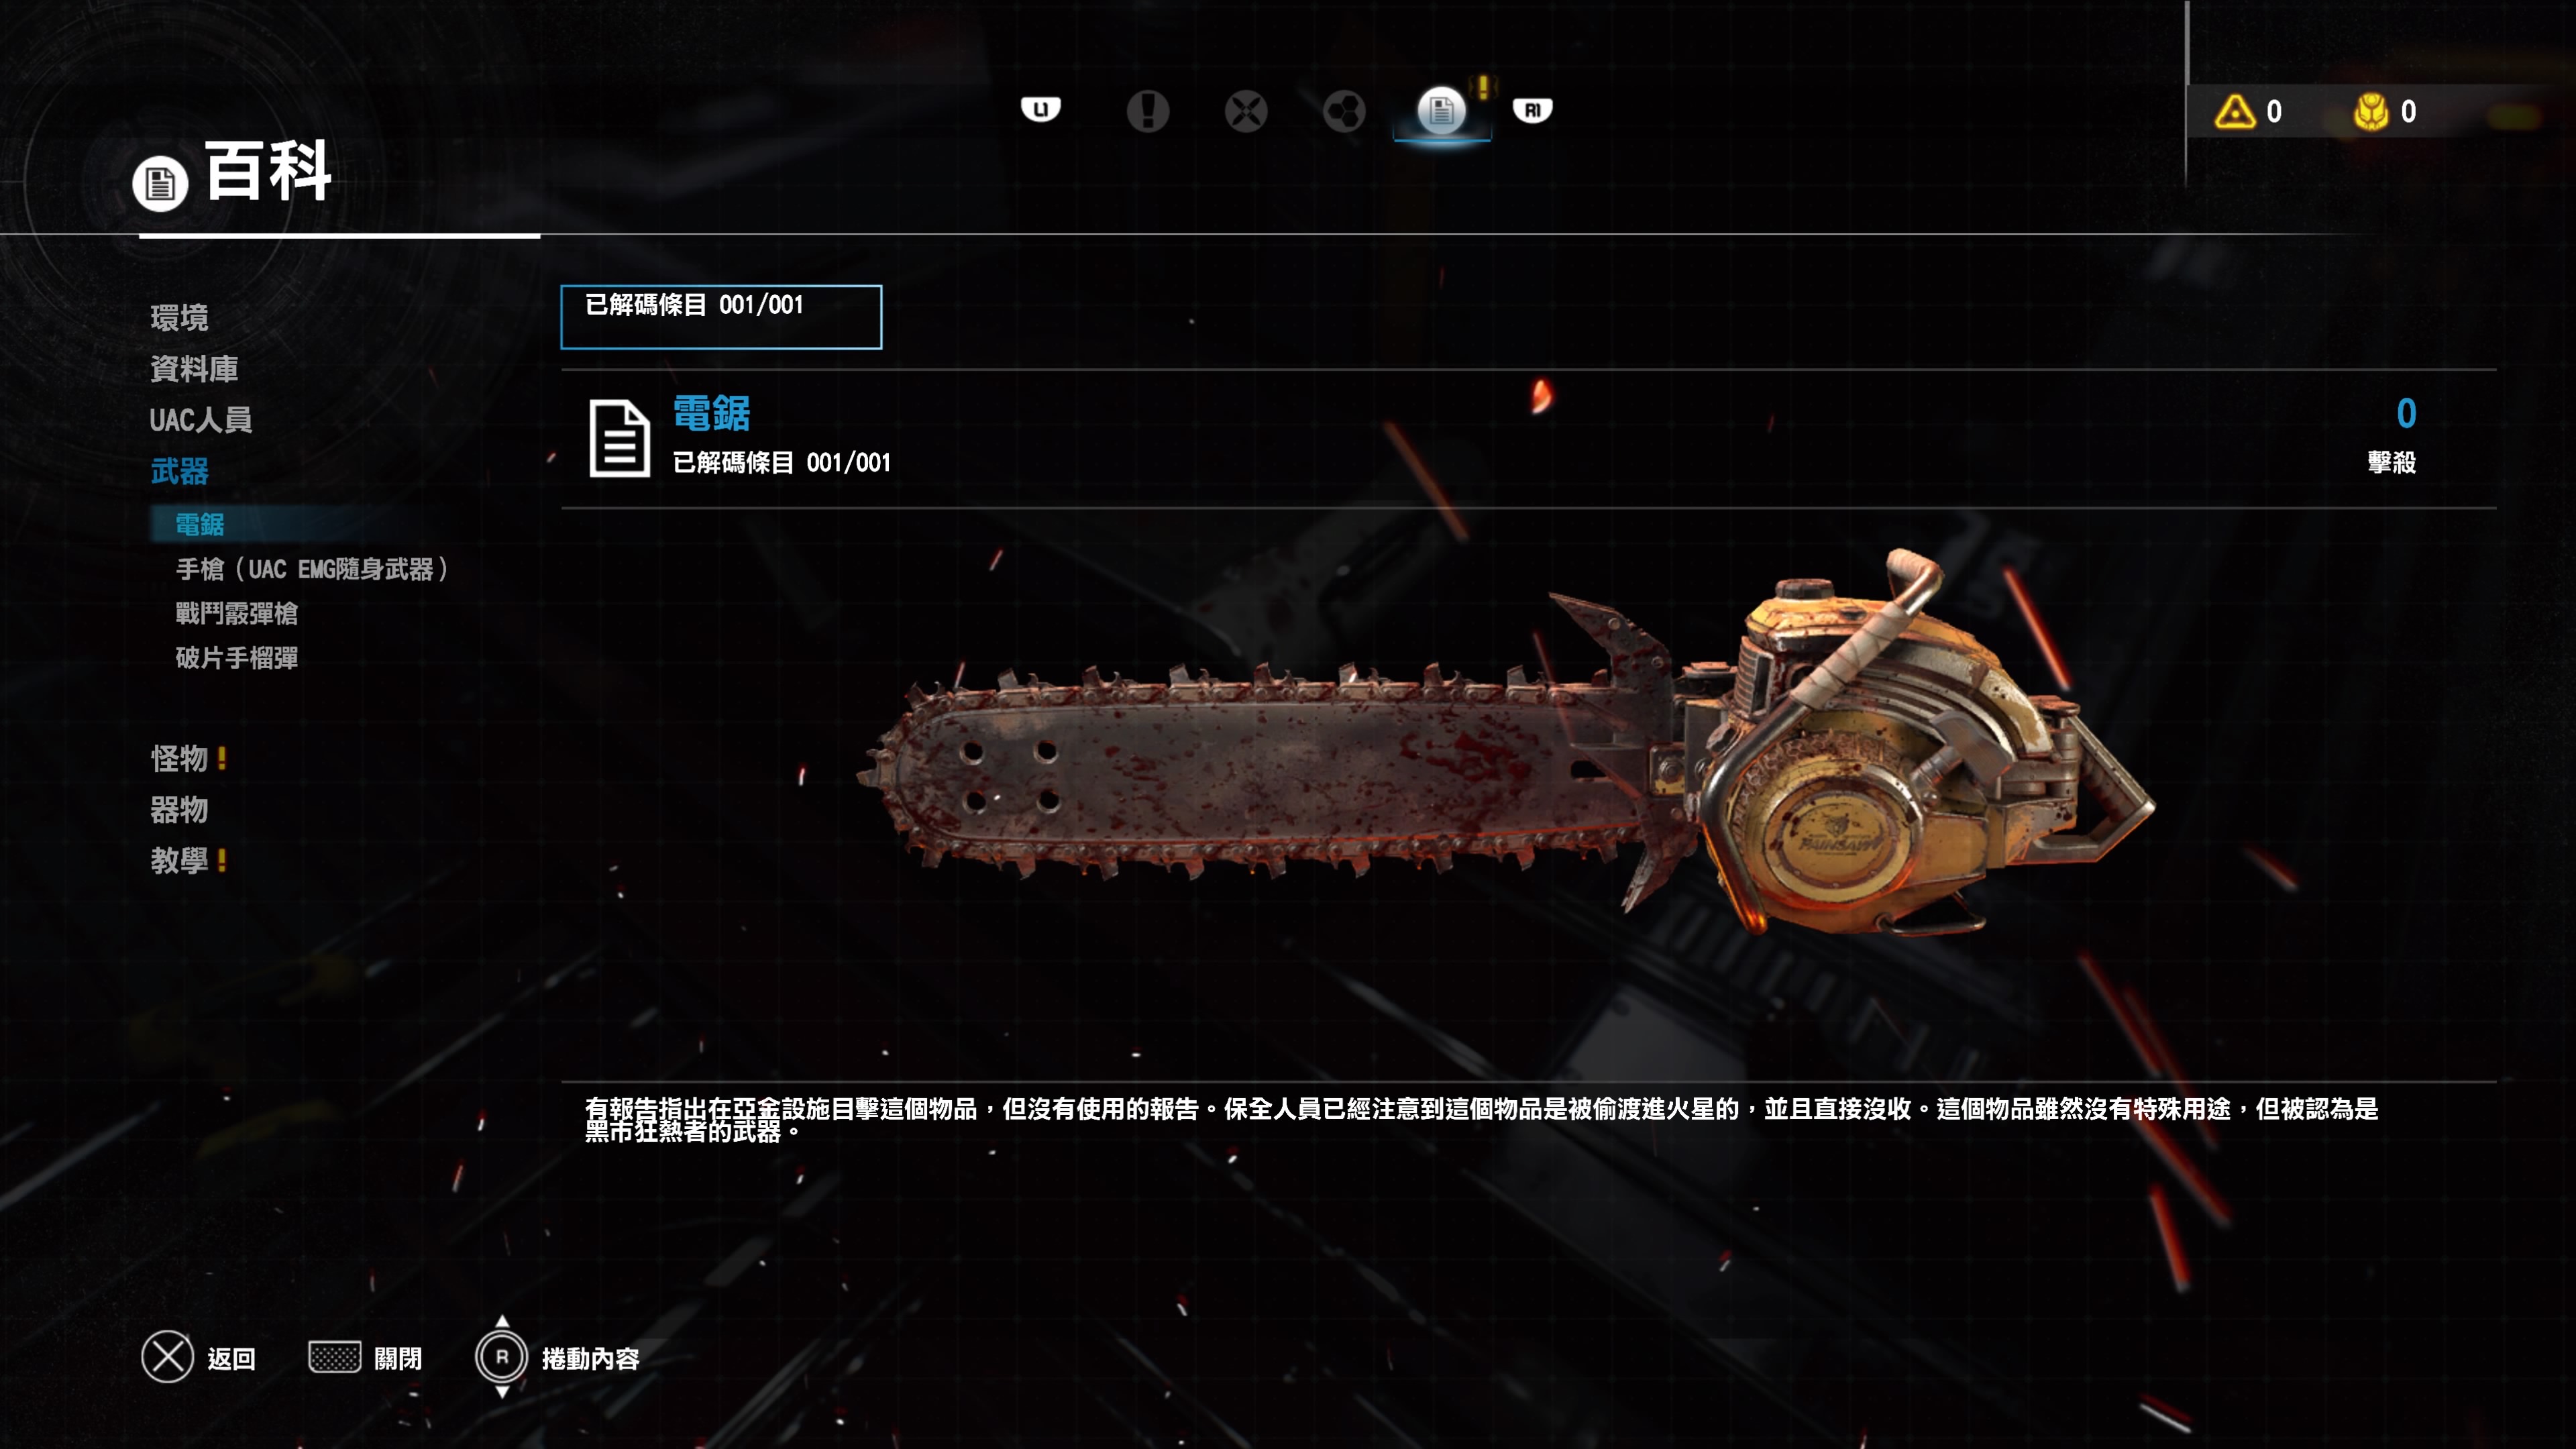 L1
R1
0
0
百科
環境
資料庫
UAC人員
武器
電鋸
手槍（UAC EMG隨身武器）
戰鬥霰彈槍
破片手榴彈
怪物!
器物
教學!
已解碼條目 001/001
電鋸
已解碼條目 001/001
0
擊殺
有報告指出在亞金設施目擊這個物品，但沒有使用的報告。保全人員已經注意到這個物品是被偷渡進火星的，並且直接沒收。這個物品雖然沒有特殊用途，但被認為是
黑市狂熱者的武器。
返回
關閉
R
捲動內容